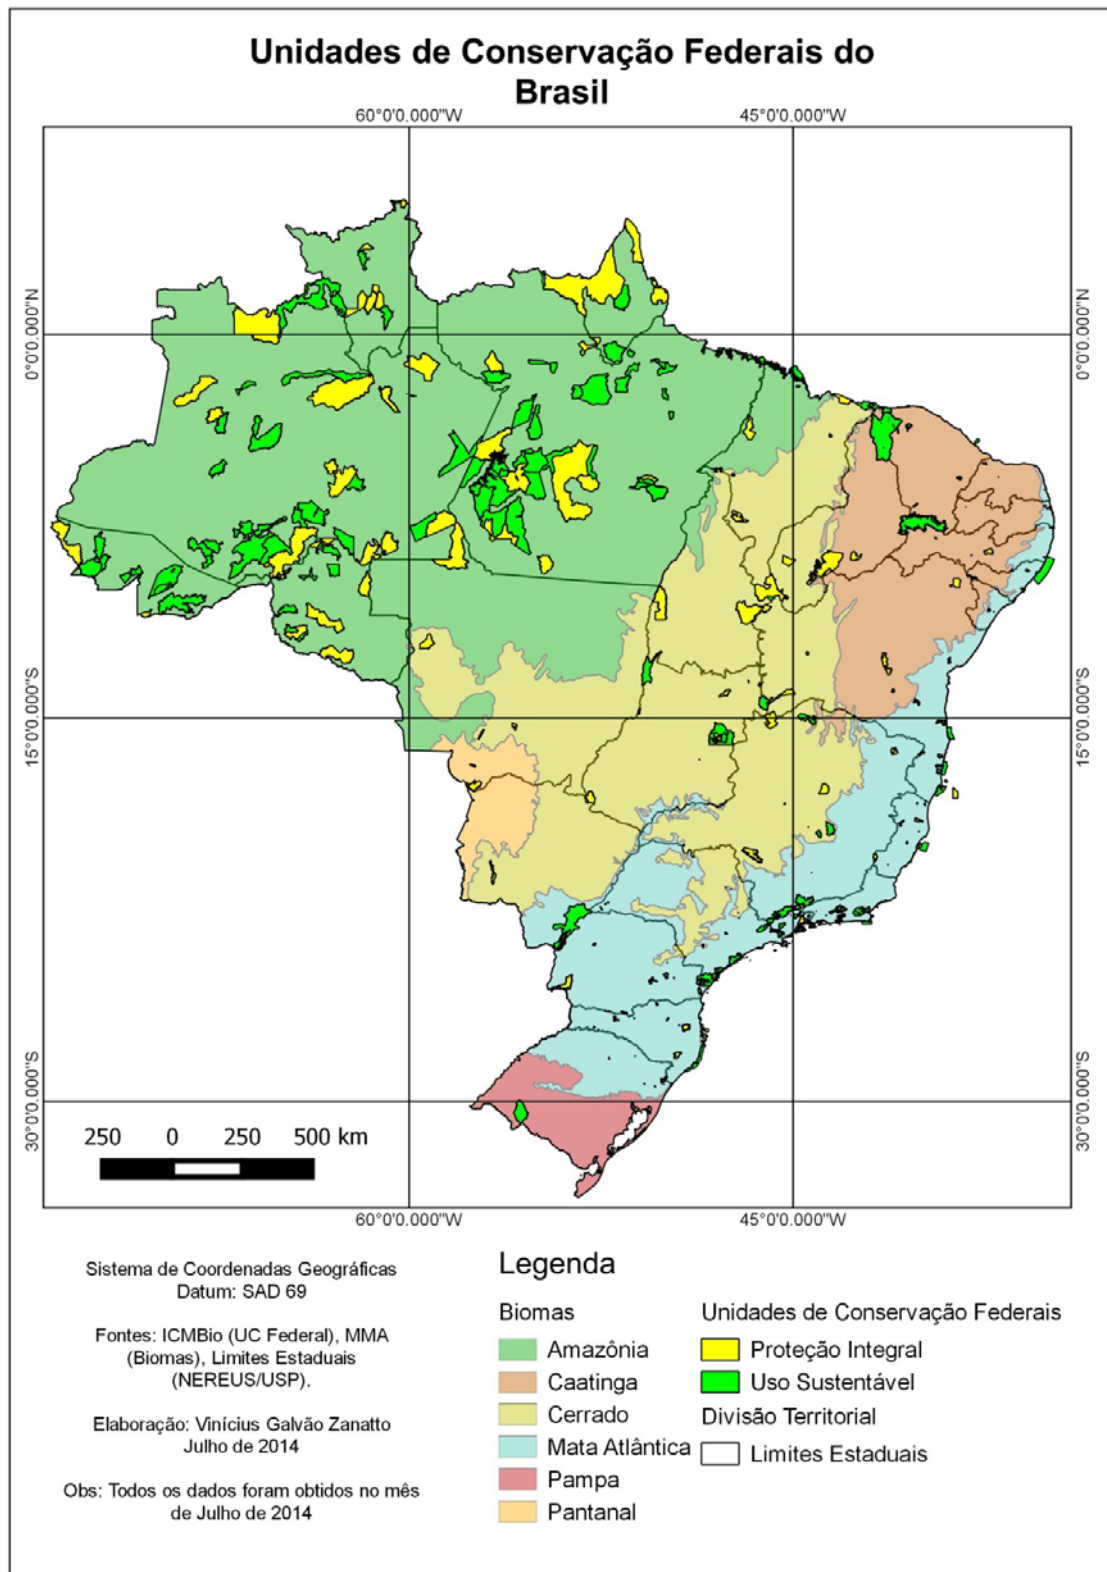 Unidades de Conservação Federais do
Brasil
60°0'0.000"W
45°0'0.000"W
0°0'0.000"N
0°0'0.000"N
15°0'0.000"S
15°0'0.000"S
30°0'0.000"S
30°0'0.000"S
250 0 250 500 km
60°0'0.000"W
45°0'0.000"W
Sistema de Coordenadas Geográficas
Datum: SAD 69
Fontes: ICMBio (UC Federal), MMA
(Biomas), Limites Estaduais
(NEREUS/USP).
Elaboração: Vinícius Galvão Zanatto
Julho de 2014
Obs: Todos os dados foram obtidos no mês
de Julho de 2014
Legenda
Biomas
Amazônia
Caatinga
Cerrado
Mata Atlântica
Pampa
Pantanal
Unidades de Conservação Federais
Proteção Integral
Uso Sustentável
Divisão Territorial
Limites Estaduais